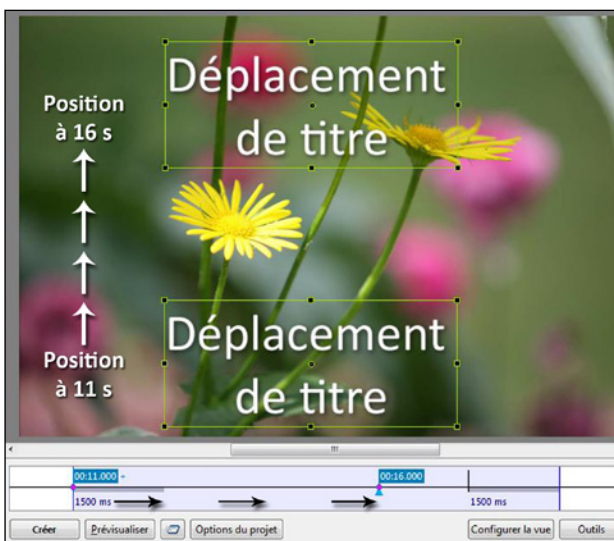 Déplacement
de titre
Position
à 16 s
Position
à 11 s
Déplacement
de titre
00:11.000
00:16.000
1500 ms
1500 ms
Créer
Prévisualiser
Options du projet
Configurer la vue
Outils